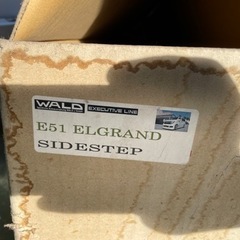 WALD EXECUTIVE LINE
E51 ELGRAND
SIDESTEP